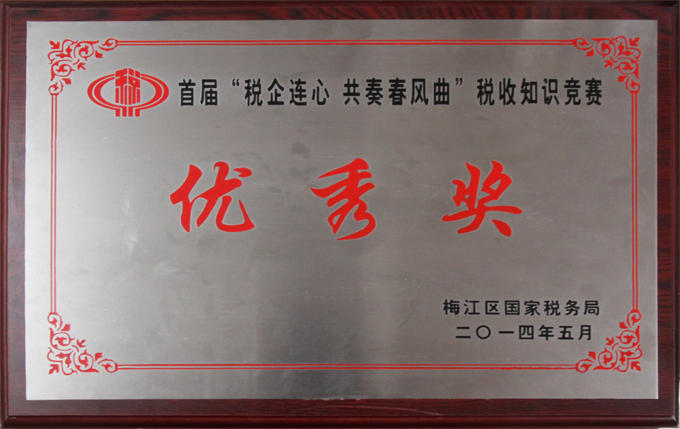 首届“税企连心 共奏春风曲”税收知识竞赛
优秀奖
梅江区国家税务局
二〇一四年五月